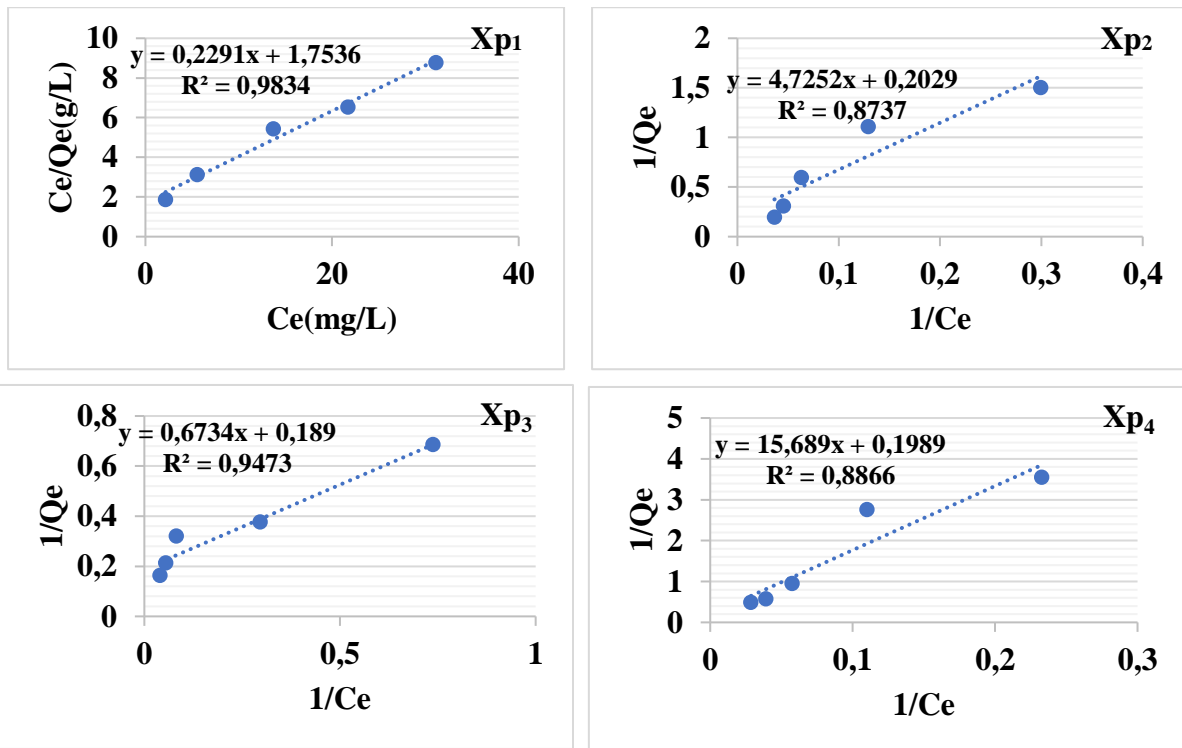 Xp₁
y = 0,2291x + 1,7536
R² = 0,9834
10
8
6
4
2
0
Ce/Qe(g/L)
0 20 40
Ce(mg/L)
Xp₂
y = 4,7252x + 0,2029
R² = 0,8737
2
1,5
1
0,5
0
1/Qe
0 0,1 0,2 0,3 0,4
1/Ce
Xp₃
y = 0,6734x + 0,189
R² = 0,9473
0,8
0,6
0,4
0,2
0
1/Qe
0 0,5 1
1/Ce
Xp₄
y = 15,689x + 0,1989
R² = 0,8866
5
4
3
2
1
0
1/Qe
0 0,1 0,2 0,3
1/Ce